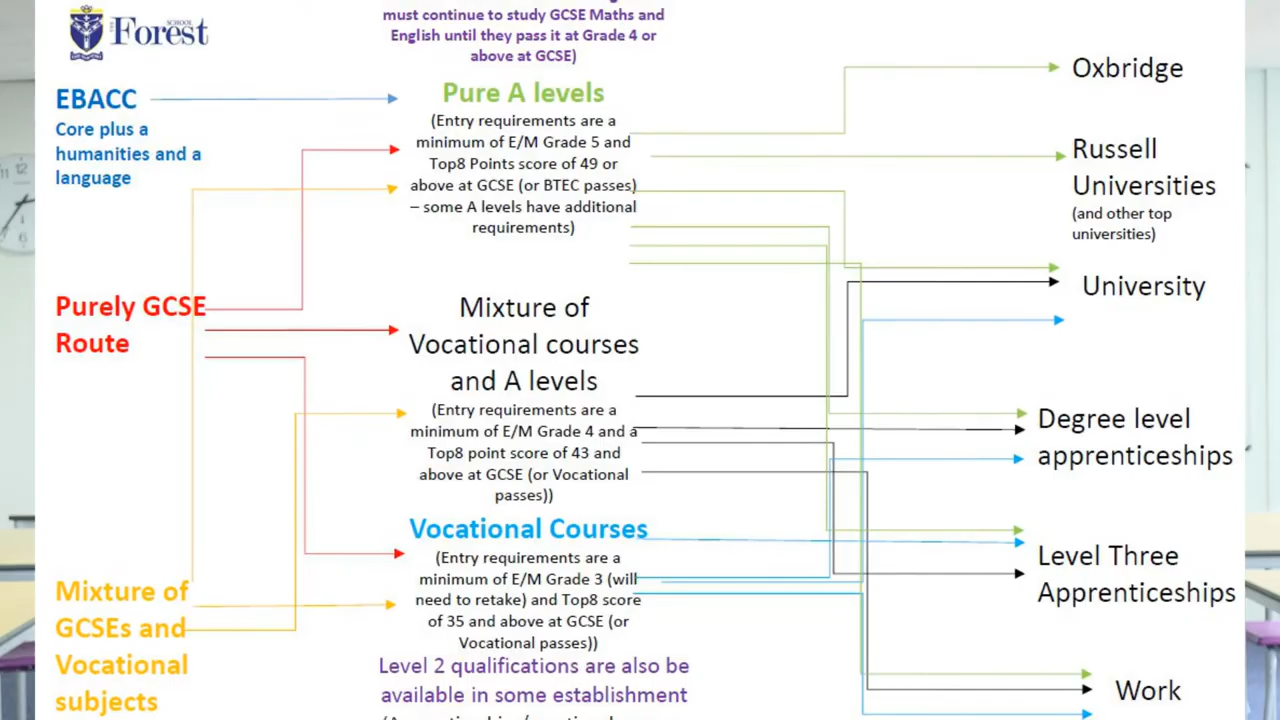 THE SCHOOL
Forest
must continue to study GCSE Maths and
English until they pass it at Grade 4 or
above at GCSE)
EBACC
Core plus a
humanities and a
language
Purely GCSE
Route
Mixture of
GCSEs and
Vocational
subjects
Pure A levels
(Entry requirements are a
minimum of E/M Grade 5 and
Top8 Points score of 49 or
above at GCSE (or BTEC passes)
– some A levels have additional
requirements)
Mixture of
Vocational courses
and A levels
(Entry requirements are a
minimum of E/M Grade 4 and a
Top8 point score of 43 and
above at GCSE (or Vocational
passes))
Vocational Courses
(Entry requirements are a
minimum of E/M Grade 3 (will
need to retake) and Top8 score
of 35 and above at GCSE (or
Vocational passes))
Level 2 qualifications are also be
available in some establishment
Oxbridge
Russell
Universities
(and other top
universities)
University
Degree level
apprenticeships
Level Three
Apprenticeships
Work
12